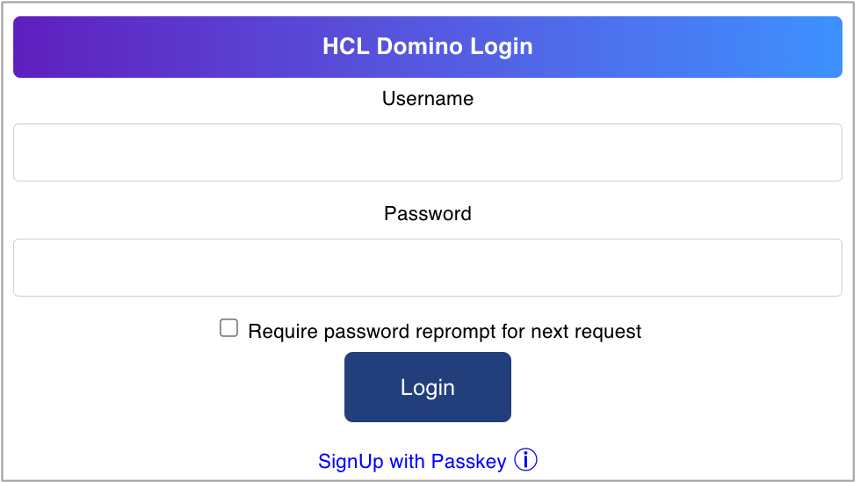 HCL Domino Login
Username
Password
Require password reprompt for next request
Login
SignUp with Passkey ⓘ